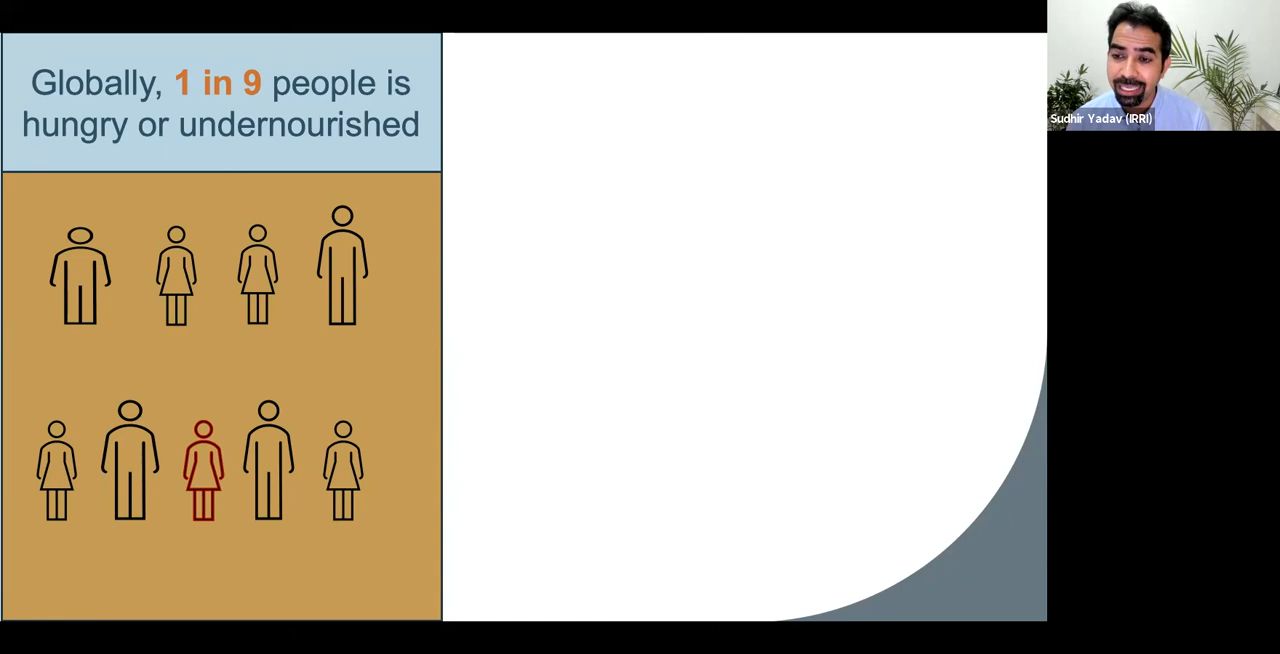 Globally, 1 in 9 people is
hungry or undernourished
Sudhir Yadav (IRRI)